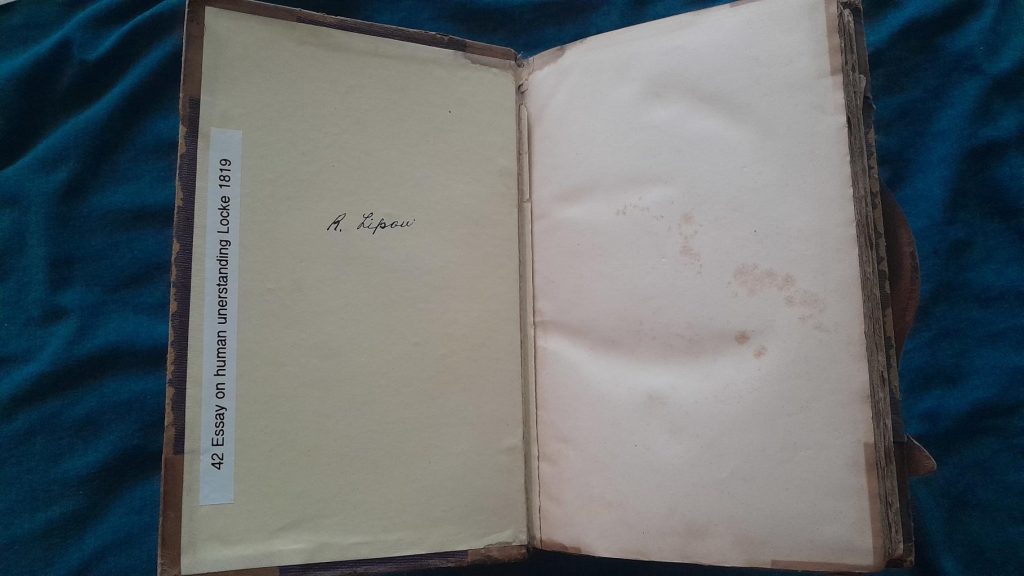 42 Essay on human unerstanding Locke 1819
R. Lipow